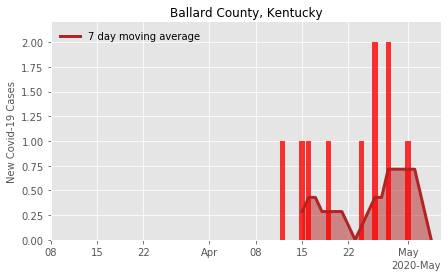 Ballard County, Kentucky
7 day moving average
New Covid-19 Cases
2.00
1.75
1.50
1.25
1.00
0.75
0.50
0.25
0.00
08 15 22 Apr 08 15 22 May
2020-May